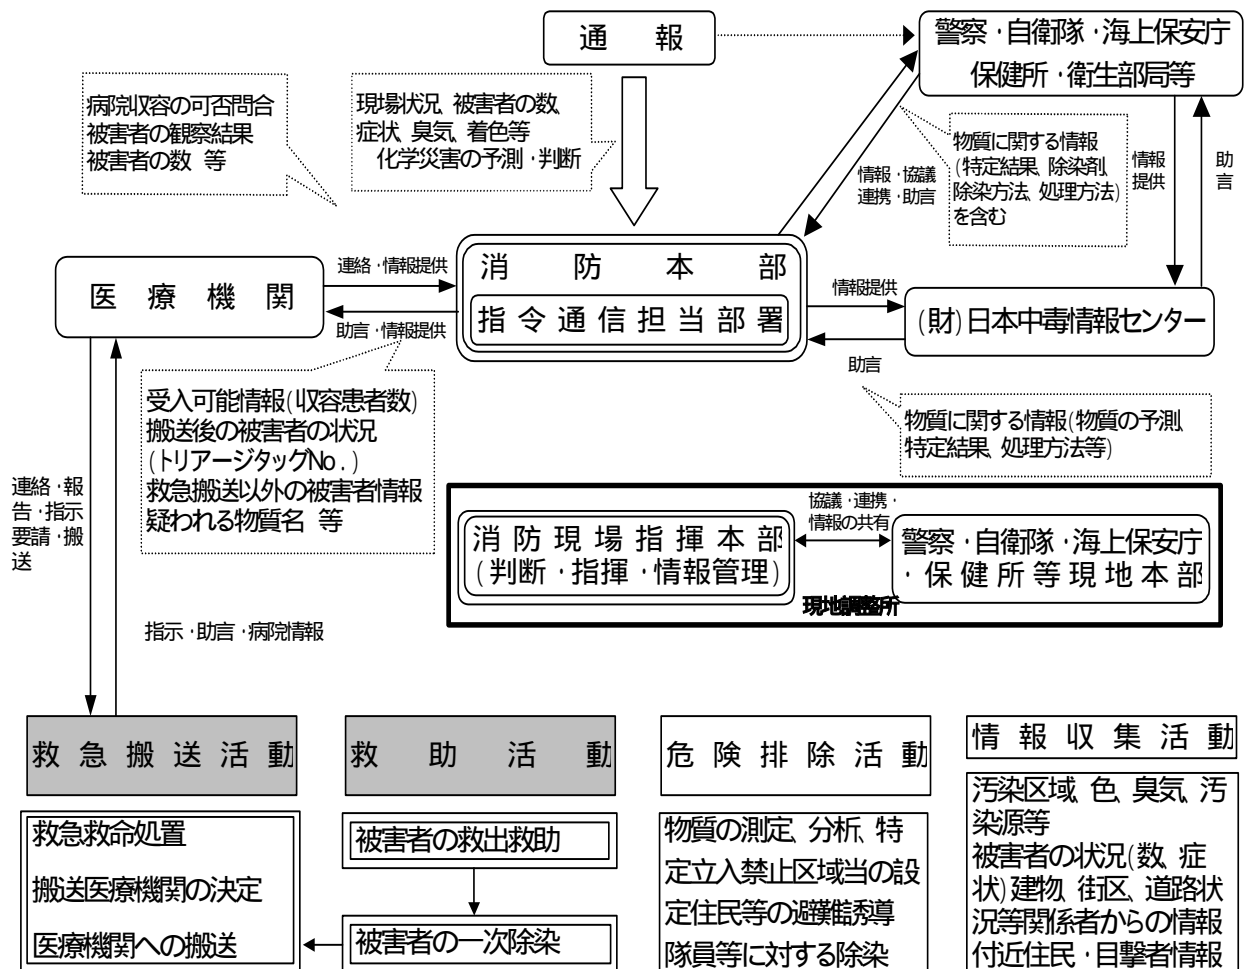 通報
警察・自衛隊・海上保安庁
保健所・衛生部局等
病院収容の可否問合
被害者の観察結果
被害者の数 等
現場状況、被害者の数、
症状、臭気、着色等
化学災害の予測・判断
情報・協議
連携・助言
物質に関する情報
(特定結果、除染剤、
除染方法、処理方法)
を含む
情報
提供
助
言
医療機関
連絡・情報提供
助言・情報提供
消防本部
指令通信担当部署
情報提供
助言
(財)日本中毒情報センター
受入可能情報(収容患者数)
搬送後の被害者の状況
(トリアージタッグNo.)
救急搬送以外の被害者情報
疑われる物質名 等
物質に関する情報(物質の予測、
特定結果、処理方法等)
連絡・報
告・指示
要請・搬
送
消防現場指揮本部
(判断・指揮・情報管理)
協議・連携・
情報の共有
警察・自衛隊・海上保安庁
・保健所等現地本部
現地調整所
指示・助言・病院情報
救急搬送活動
救助活動
危険排除活動
情報収集活動
救急救命処置
搬送医療機関の決定
医療機関への搬送
被害者の救出救助
被害者の一次除染
物質の測定、分析、特
定立入禁止区域当の設
定住民等の避難誘導
隊員等に対する除染
汚染区域、色、臭気、汚
染源等
被害者の状況(数、症
状)建物、街区、道路状
況等関係者からの情報
付近住民・目撃者情報